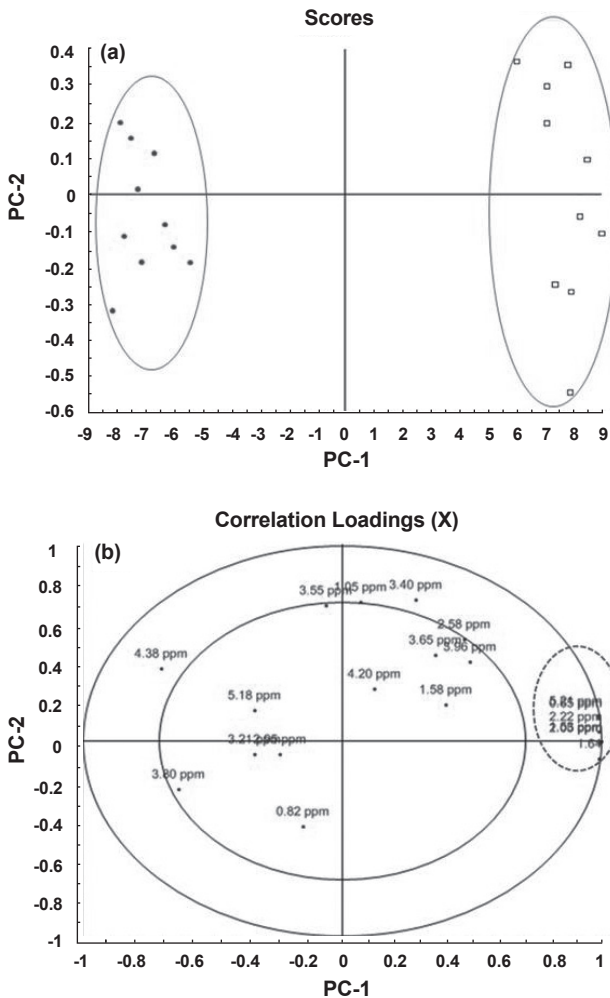 Scores
(a)
0.4
0.3
0.2
0.1
0
-0.1
-0.2
-0.3
-0.4
-0.5
-0.6
PC-2
-9 -8 -7 -6 -5 -4 -3 -2 -1 0 1 2 3 4 5 6 7 8 9
PC-1
Correlation Loadings (X)
(b)
1
0.8
0.6
0.4
0.2
0
-0.2
-0.4
-0.6
-0.8
-1
PC-2
3.55 ppm 1.05 ppm 3.40 ppm
2.58 ppm
3.65 ppm 3.96 ppm
4.38 ppm
4.20 ppm
5.18 ppm 1.58 ppm
2.22 ppm
3.80 ppm
0.82 ppm
-1 -0.8 -0.6 -0.4 -0.2 0 0.2 0.4 0.6 0.8 1
PC-1